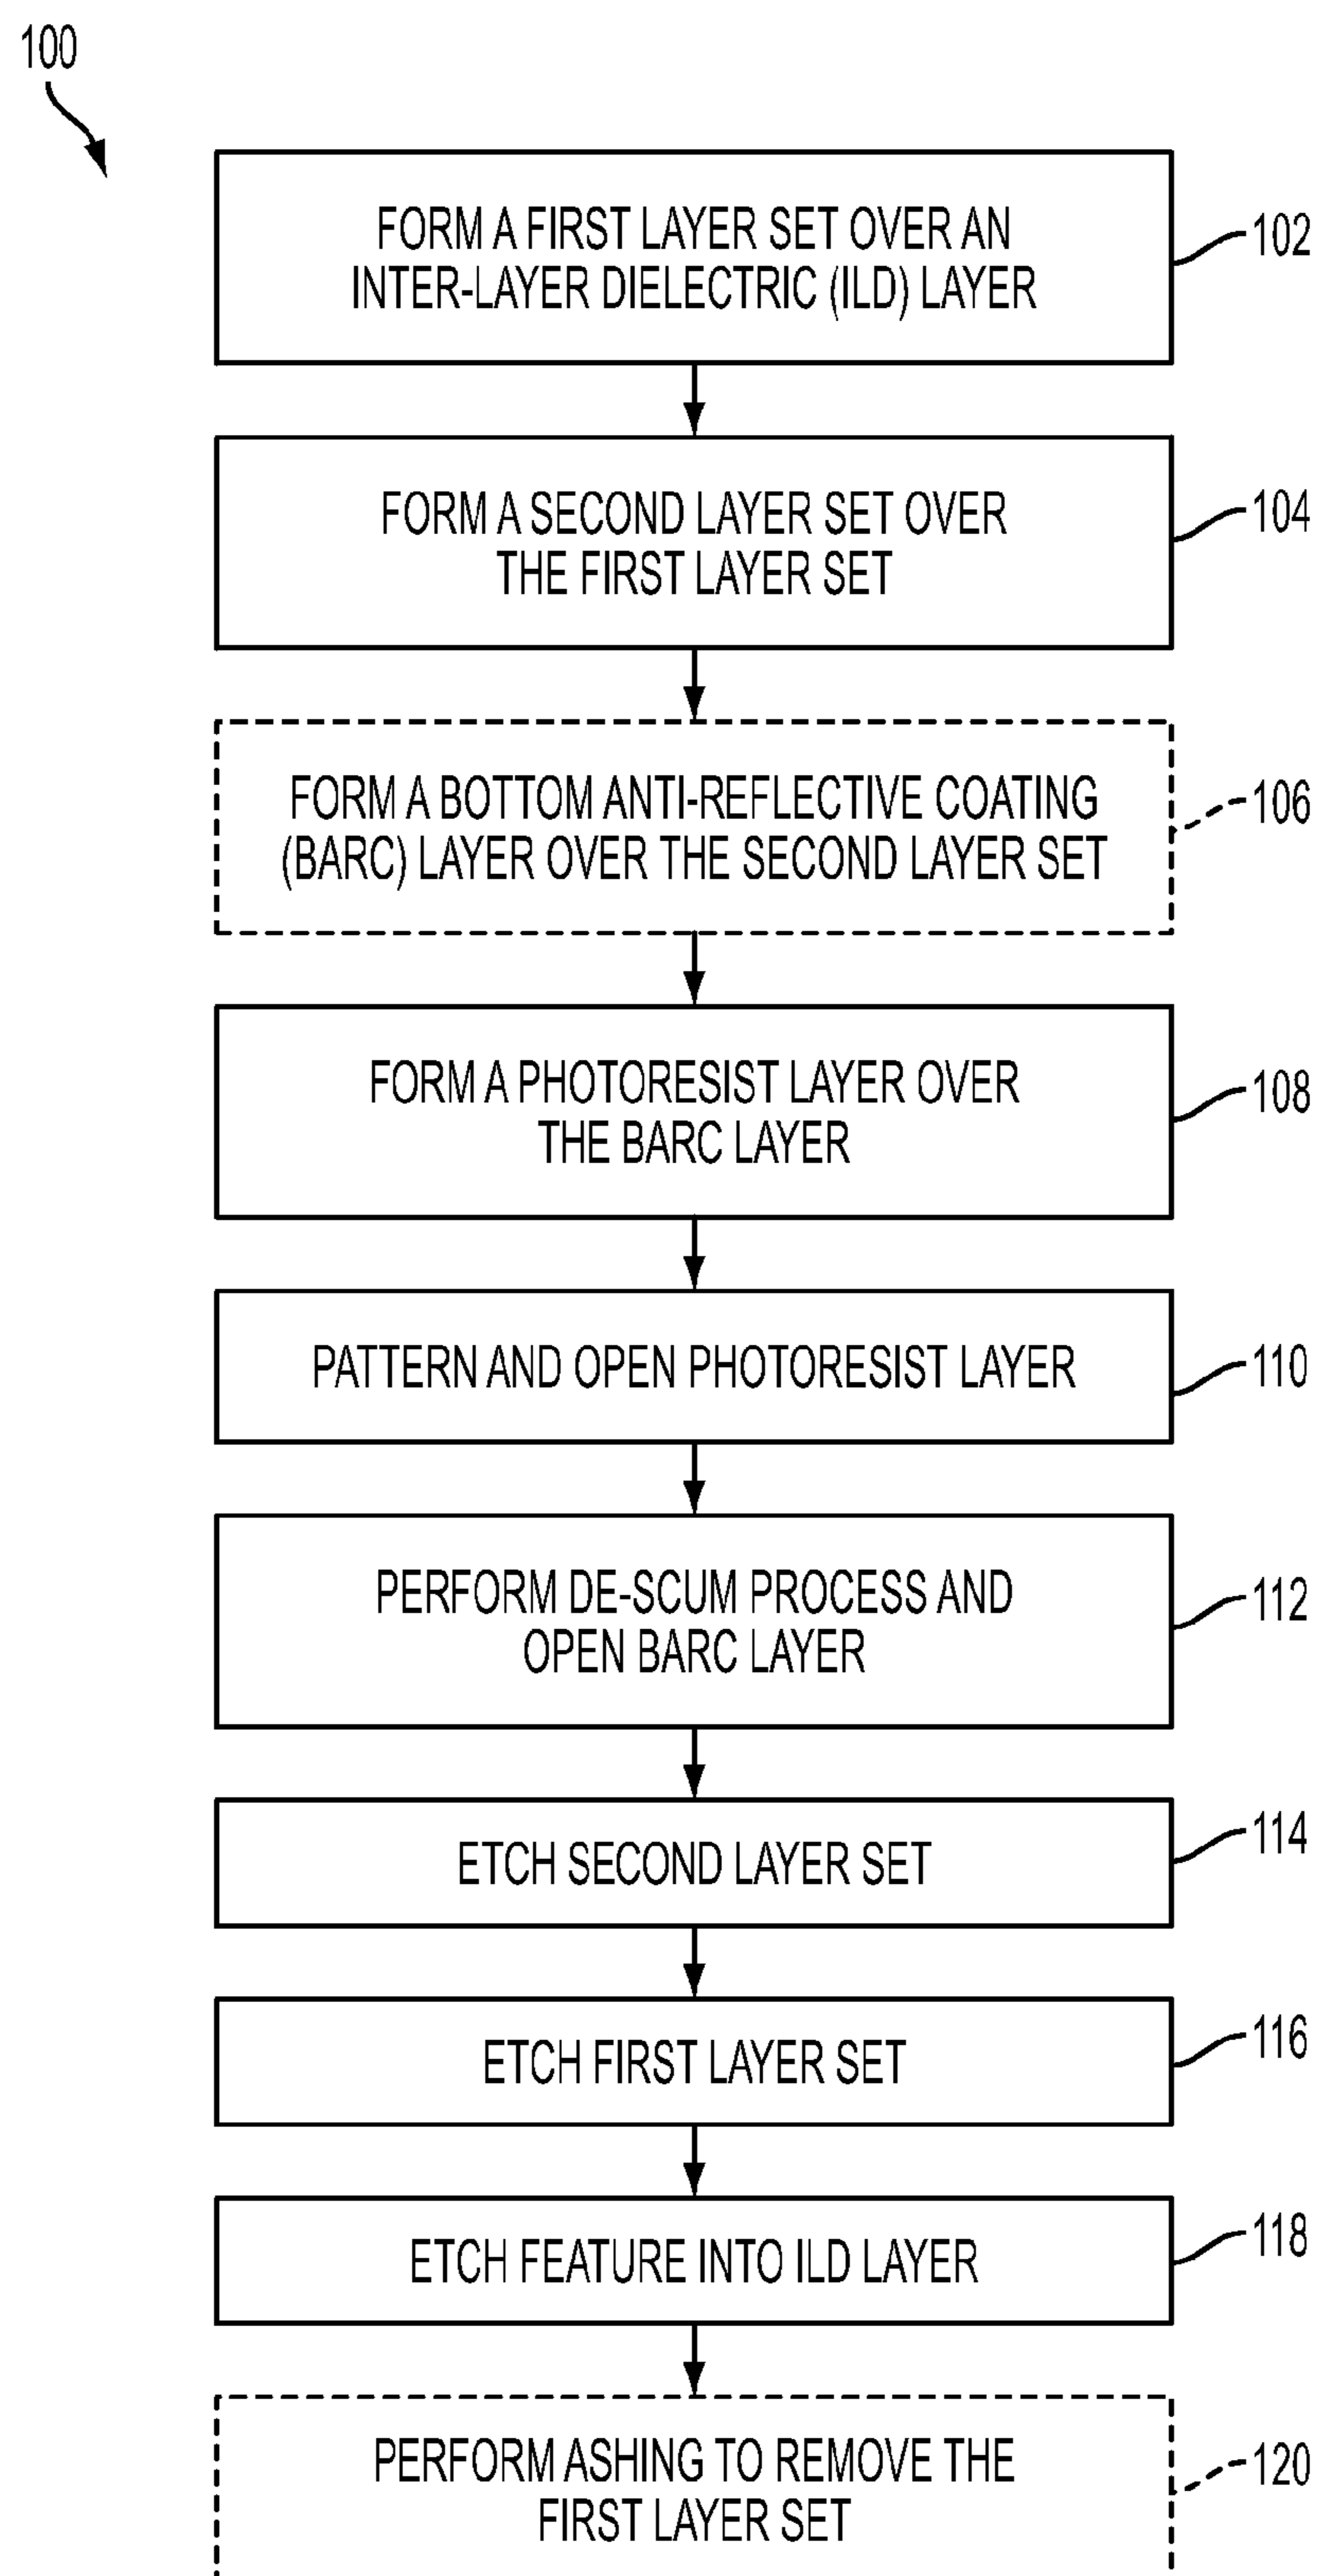 100
FORM A FIRST LAYER SET OVER AN
INTER-LAYER DIELECTRIC (ILD) LAYER
102
FORM A SECOND LAYER SET OVER
THE FIRST LAYER SET
104
FORM A BOTTOM ANTI-REFLECTIVE COATING
(BARC) LAYER OVER THE SECOND LAYER SET
106
FORM A PHOTORESIST LAYER OVER
THE BARC LAYER
108
PATTERN AND OPEN PHOTORESIST LAYER
110
PERFORM DE-SCUM PROCESS AND
OPEN BARC LAYER
112
ETCH SECOND LAYER SET
114
ETCH FIRST LAYER SET
116
ETCH FEATURE INTO ILD LAYER
118
PERFORM ASHING TO REMOVE THE
FIRST LAYER SET
120